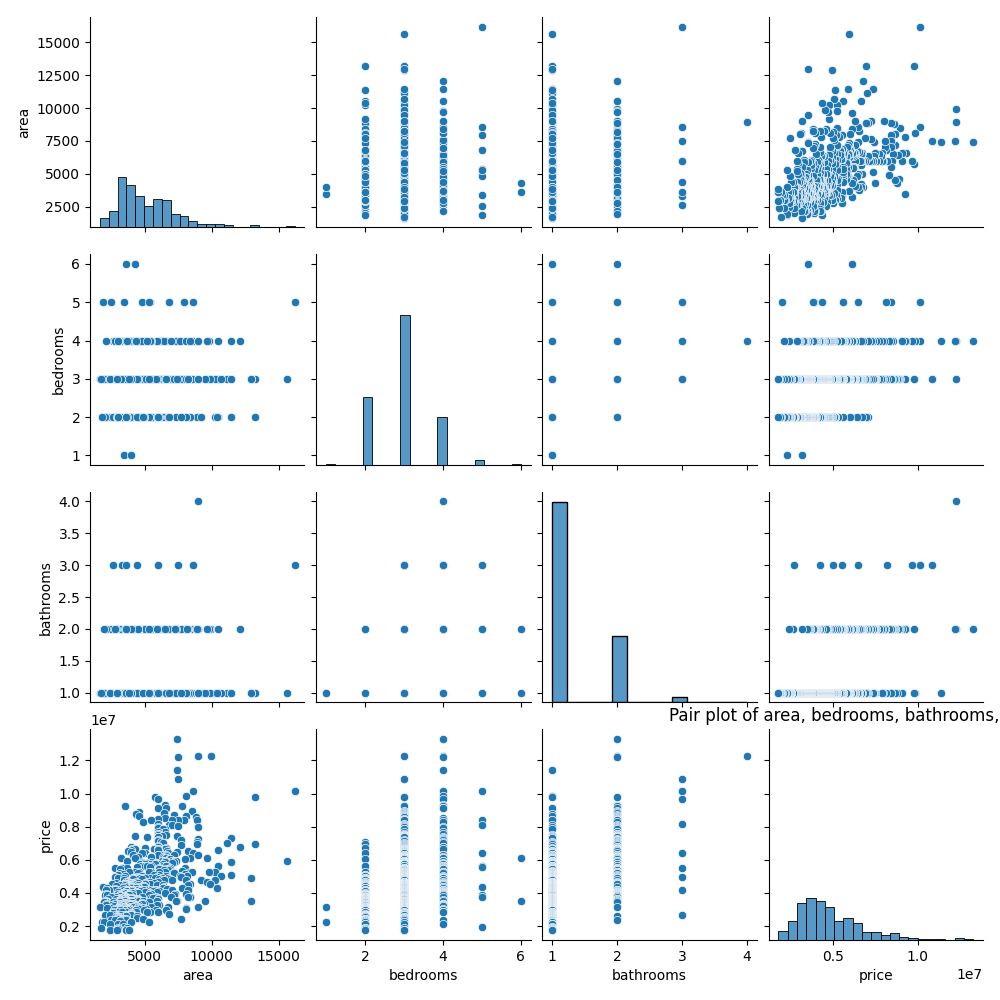 15000
12500
10000
7500
5000
2500
area
6
5
4
3
2
1
bedrooms
4.0
3.5
3.0
2.5
2.0
1.5
1.0
bathrooms
Pair plot of area, bedrooms, bathrooms,
1e7
1.2
1.0
0.8
0.6
0.4
0.2
price
5000 10000 15000
area
2 4 6
bedrooms
1 2 3 4
bathrooms
0.5 1.0
1e7
price